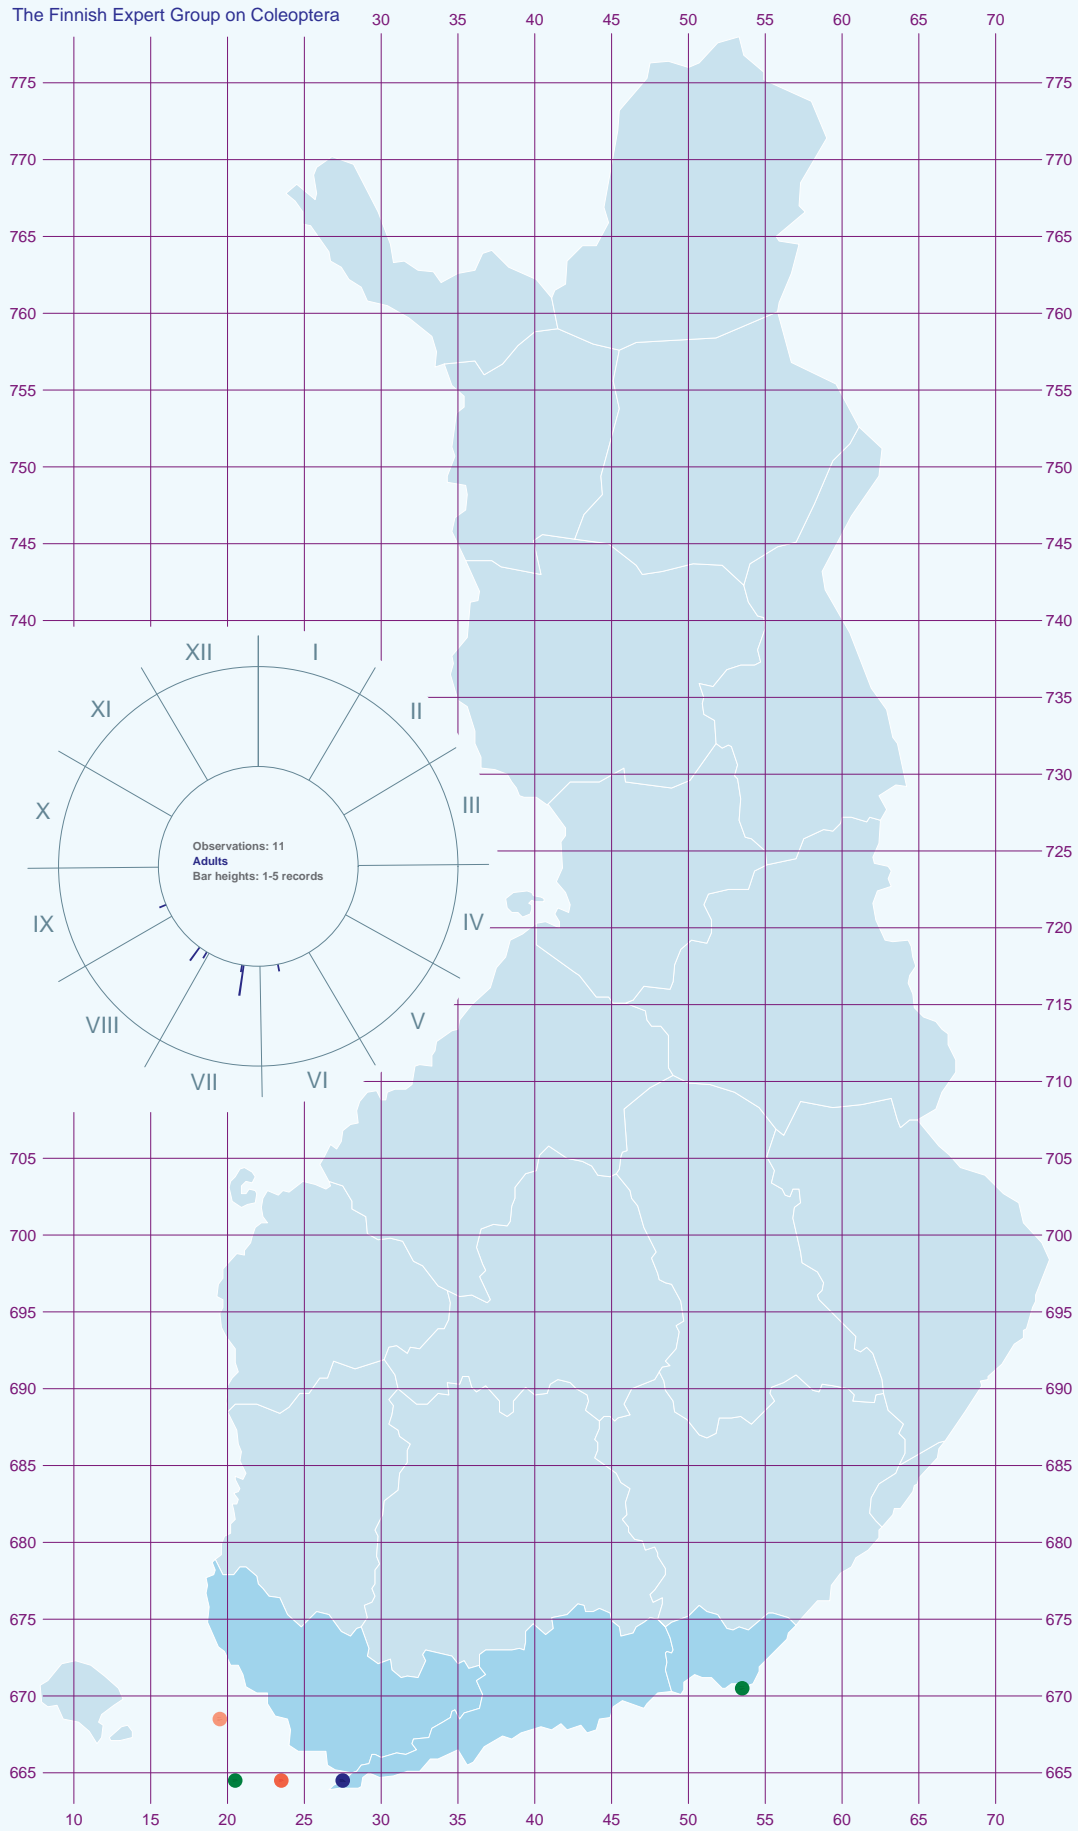 The Finnish Expert Group on Coleoptera
30 40 50 60 70
35 45 55 65
775 775
770 770
765 765
760 760
755 755
750 750
745 745
740 740
XII I
XI II
735
730
X III
Observations: 11
Adults
Bar heights: 1-5 records
725
IX IV
720
VIII V
715
VII VI
710
705 705
700 700
695 695
690 690
685 685
680 680
675 675
670 670
665 665
10 15 20 25 30 35 40 45 50 55 60 65 70